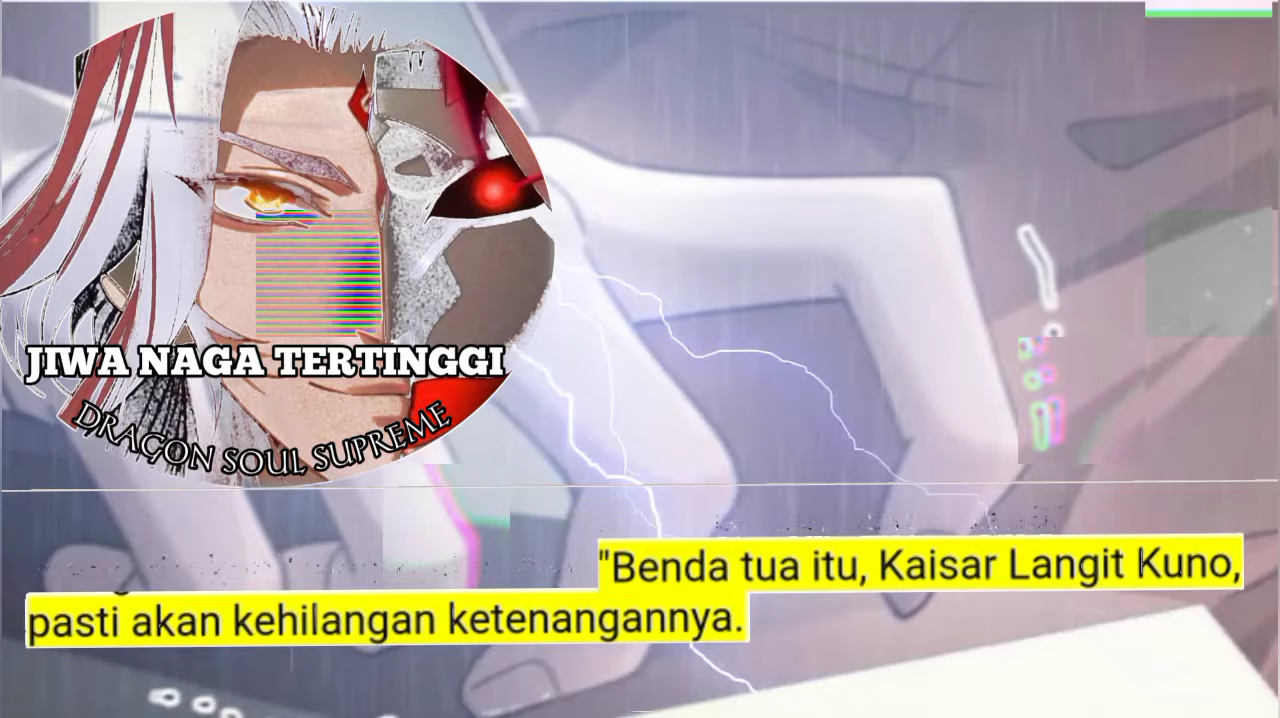 JIWA NAGA TERTINGGI
DRAGON SOUL SUPREME
"Benda tua itu, Kaisar Langit Kuno,
pasti akan kehilangan ketenangannya.